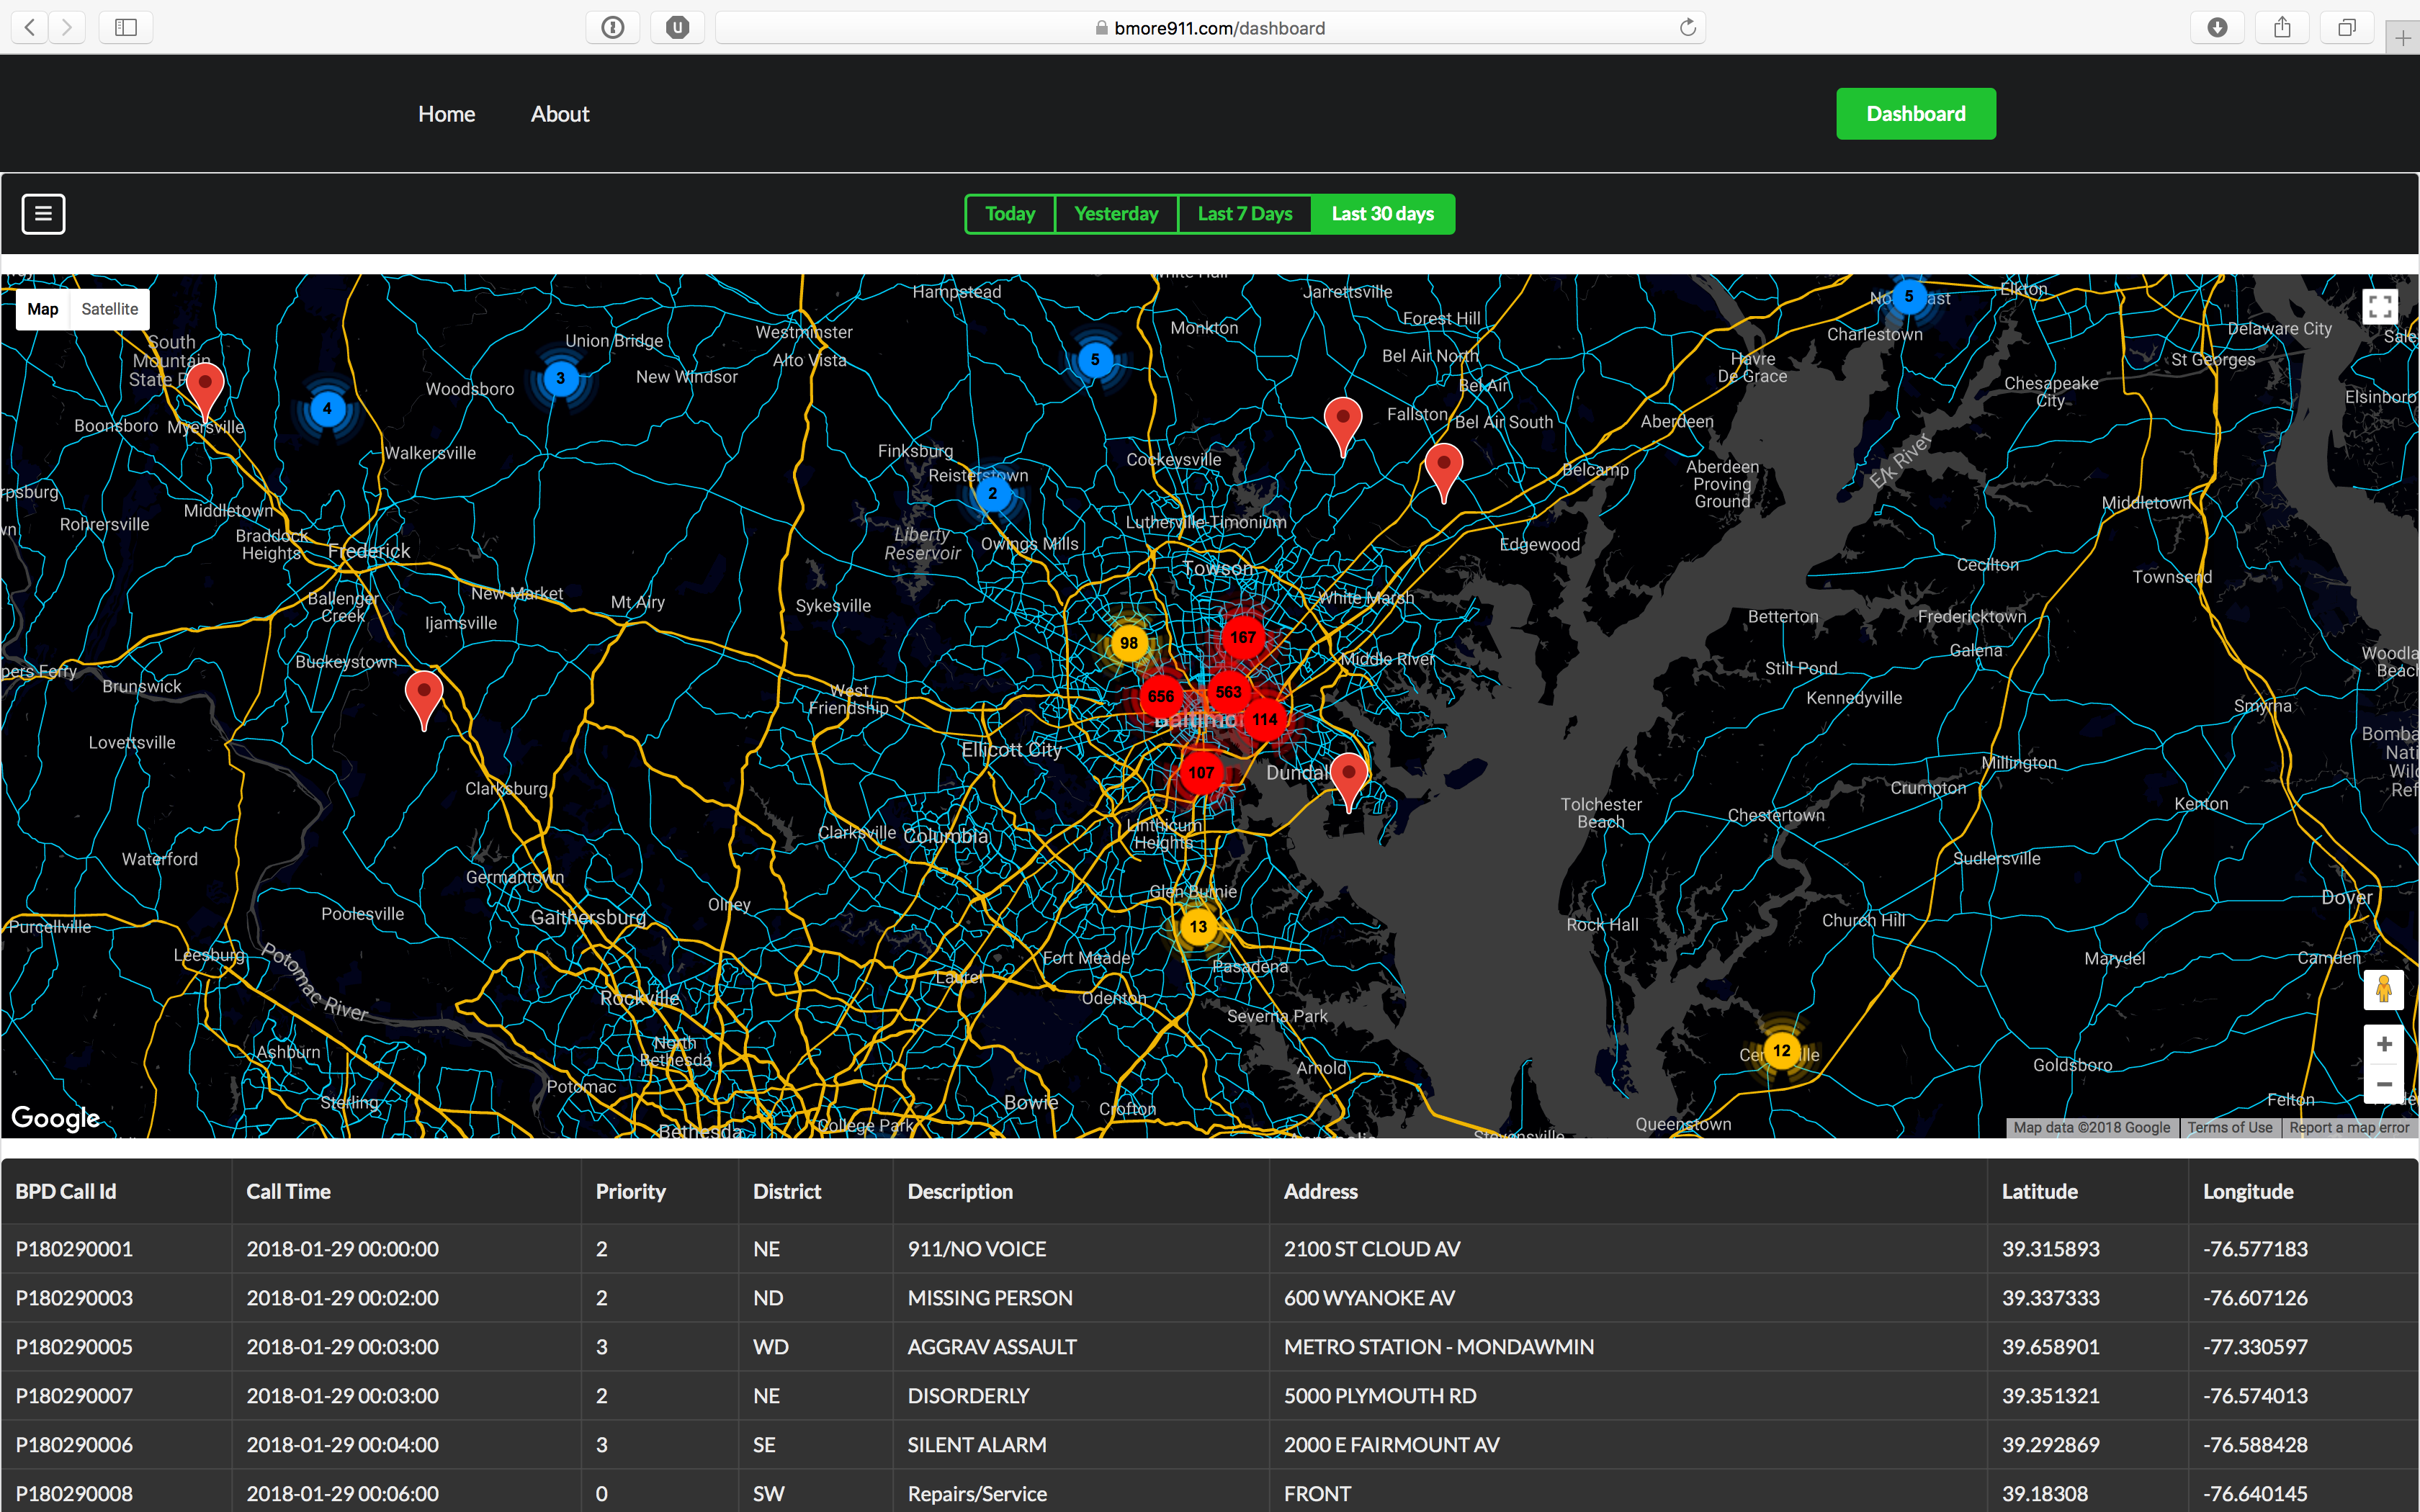 bmore911.com/dashboard
Home About Dashboard
Today Yesterday Last 7 Days Last 30 days
Map Satellite
Hampstead
Jarrettsville
Elkton
Forest Hill
Monkton
Charlestown
Delaware City
South Mountain
Union Bridge
Westminster
Alto Vista
St Georges
Bel Air North
Havre De Grace
5
5
3
4
New Windsor
Woodsboro
Bel Air
Chesapeake City
Elsinboro
Boonsboro
Myersville
Fallston
Bel Air South
Aberdeen
Walkersville
Finksburg
Cockeysville
Belcamp
Aberdeen Proving Ground
Elk River
Reisterstown
2
Middletown
Rohrersville
Braddock Heights
Frederick
Liberty Reservoir
Owings Mills
Lutherville-Timonium
Edgewood
Middletown
Cecilton
Townsend
Towson
New Market
Mt Airy
Ballenger Creek
Ijamsville
Sykesville
White Marsh
Betterton
Fredericktown
98
167
Galena
Buckeystown
Middle River
Still Pond
Brunswick
West Friendship
656
563
114
Kennedyville
Smyrna
Lovettsville
Ellicott City
107
Millington
Clarksburg
Tolchester Beach
Crumpton
Chestertown
Kenton
Clarksville
Columbia
Linthicum Heights
Waterford
Sudlersville
Germantown
Glen Burnie
Dover
Poolesville
Gaithersburg
Olney
13
Rock Hall
Church Hill
Purcellville
Leesburg
Potomac River
Fort Meade
Pasadena
Marydel
Camden
Laurel
Rockville
Odenton
Severna Park
Ashburn
North Bethesda
12
Arnold
Goldsboro
Potomac
Sterling
Bowie
Crofton
Felton
Google
Bethesda
College Park
Queenstown
Stevensville
Map data ©2018 Google Terms of Use Report a map error
BPD Call Id Call Time Priority District Description Address Latitude Longitude
P180290001 2018-01-29 00:00:00 2 NE 911/NO VOICE 2100 ST CLOUD AV 39.315893 -76.577183
P180290003 2018-01-29 00:02:00 2 ND MISSING PERSON 600 WYANOKE AV 39.337333 -76.607126
P180290005 2018-01-29 00:03:00 3 WD AGGRAV ASSAULT METRO STATION - MONDAWMIN 39.658901 -77.330597
P180290007 2018-01-29 00:03:00 2 NE DISORDERLY 5000 PLYMOUTH RD 39.351321 -76.574013
P180290006 2018-01-29 00:04:00 3 SE SILENT ALARM 2000 E FAIRMOUNT AV 39.292869 -76.588428
P180290008 2018-01-29 00:06:00 0 SW Repairs/Service FRONT 39.18308 -76.640145